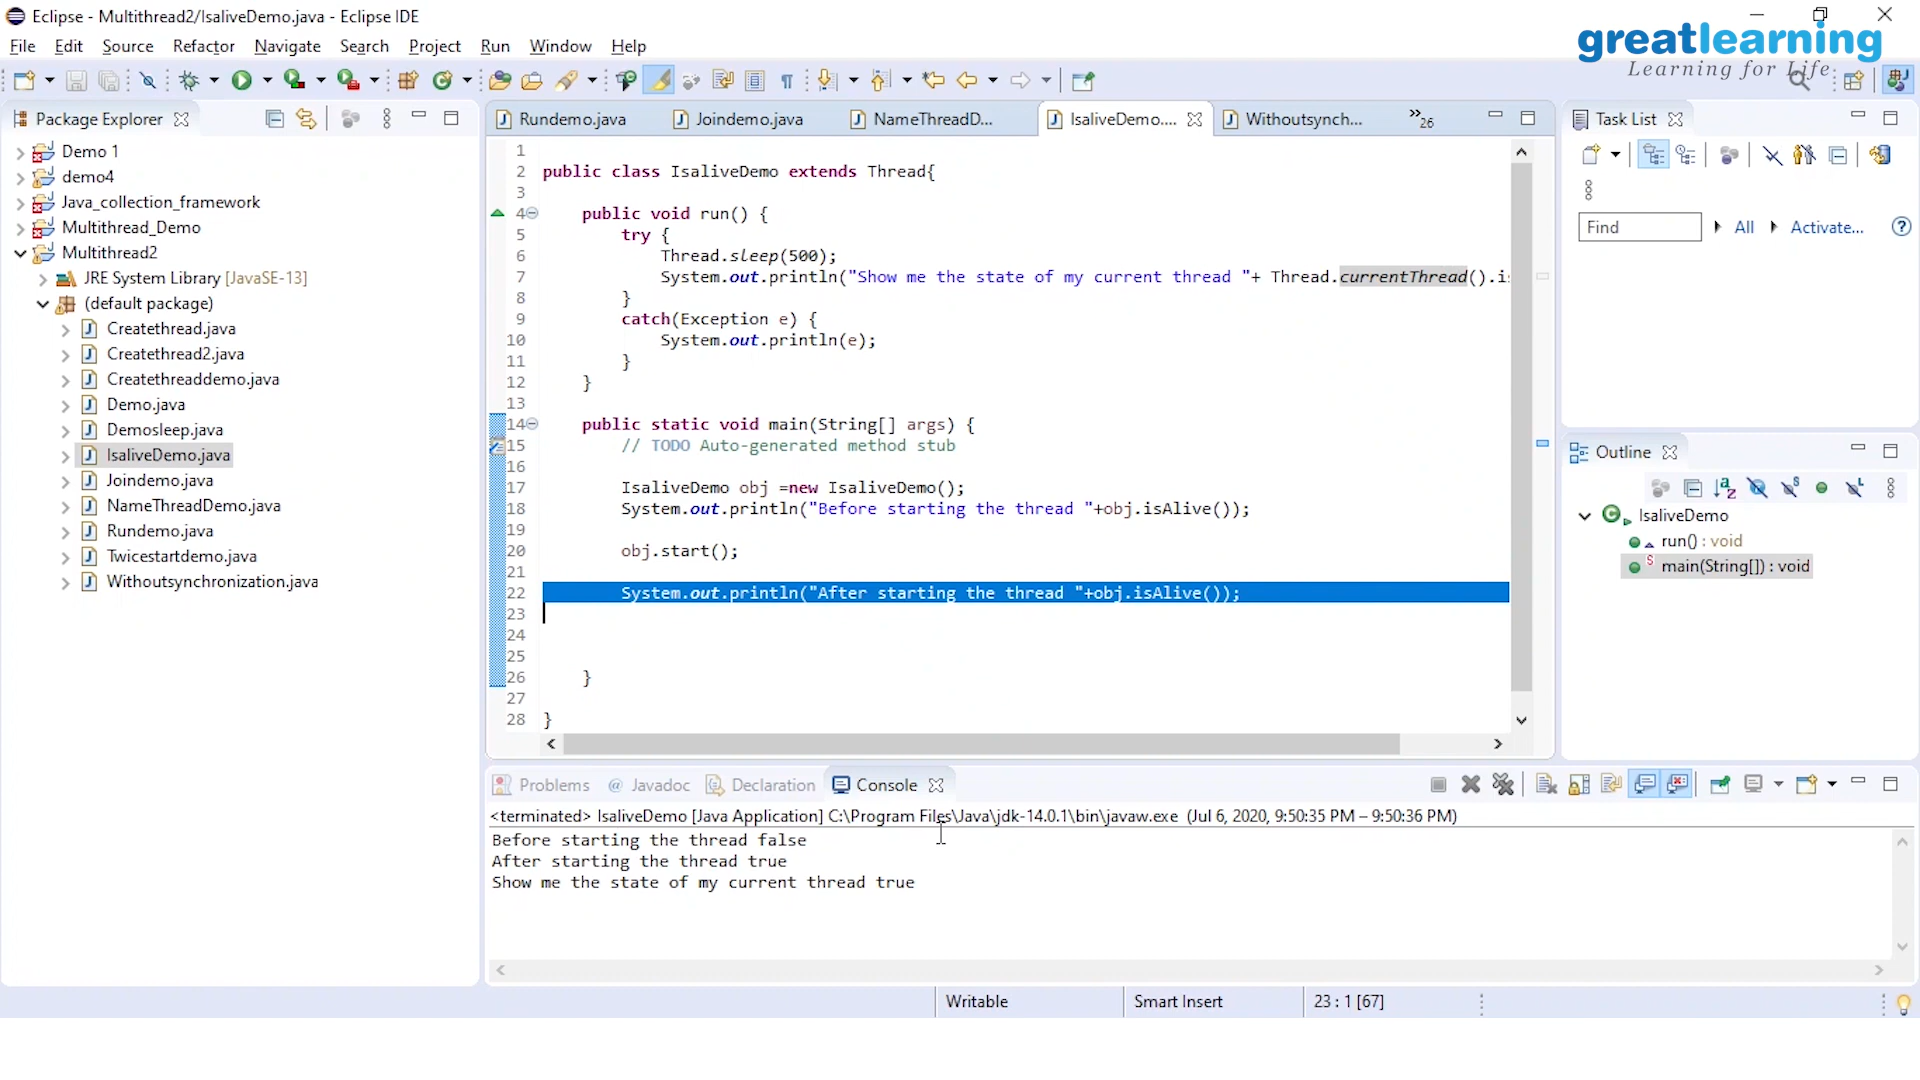 Eclipse - Multithread2/IsaliveDemo.java - Eclipse IDE
File Edit Source Refactor Navigate Search Project Run Window Help
greatlearning
Learning for Life
Package Explorer
Demo 1
demo4
Java_collection_framework
Multithread_Demo
Multithread2
JRE System Library [JavaSE-13]
(default package)
Createthread.java
Createthread2.java
Createthreaddemo.java
Demo.java
Demosleep.java
IsaliveDemo.java
Joindemo.java
NameThreadDemo.java
Rundemo.java
Twicestartdemo.java
Withoutsynchronization.java
Rundemo.java Joindemo.java NameThreadD... IsaliveDemo.... Withoutsynch... »26
1
2 public class IsaliveDemo extends Thread{
3
4 public void run() {
5 try {
6 Thread.sleep(500);
7 System.out.println("Show me the state of my current thread "+ Thread.currentThread().is
8 }
9 catch(Exception e) {
10 System.out.println(e);
11 }
12 }
13
14 public static void main(String[] args) {
15 // TODO Auto-generated method stub
16
17 IsaliveDemo obj =new IsaliveDemo();
18 System.out.println("Before starting the thread "+obj.isAlive());
19
20 obj.start();
21
22 System.out.println("After starting the thread "+obj.isAlive());
23
24
25
26 }
27
28 }
Task List
Find All Activate...
Outline
IsaliveDemo
run() : void
main(String[]) : void
Problems @ Javadoc Declaration Console
<terminated> IsaliveDemo [Java Application] C:\Program Files\Java\jdk-14.0.1\bin\javaw.exe (Jul 6, 2020, 9:50:35 PM – 9:50:36 PM)
Before starting the thread false
After starting the thread true
Show me the state of my current thread true
Writable Smart Insert 23 : 1 [67]